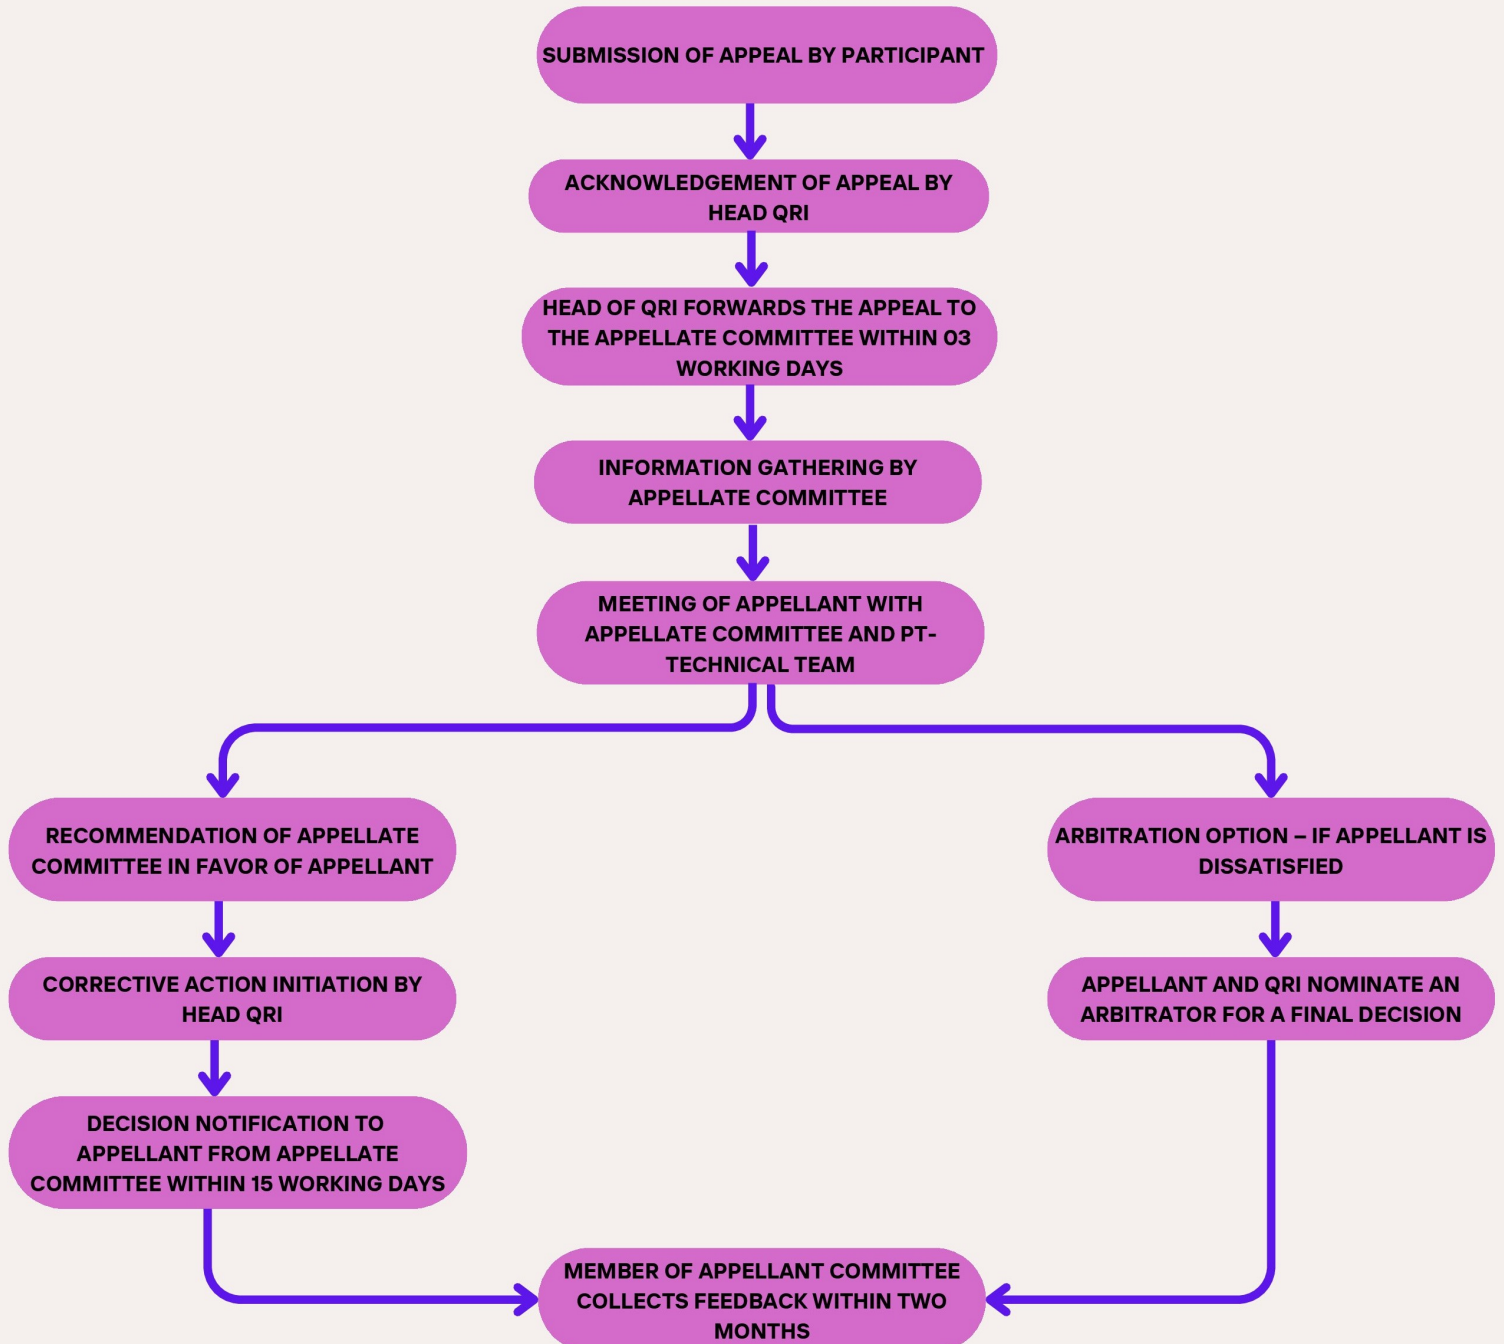 SUBMISSION OF APPEAL BY PARTICIPANT
ACKNOWLEDGEMENT OF APPEAL BY
HEAD QRI
HEAD OF QRI FORWARDS THE APPEAL TO
THE APPELLATE COMMITTEE WITHIN 03
WORKING DAYS
INFORMATION GATHERING BY
APPELLATE COMMITTEE
MEETING OF APPELLANT WITH
APPELLATE COMMITTEE AND PT-
TECHNICAL TEAM
RECOMMENDATION OF APPELLATE
COMMITTEE IN FAVOR OF APPELLANT
CORRECTIVE ACTION INITIATION BY
HEAD QRI
DECISION NOTIFICATION TO
APPELLANT FROM APPELLATE
COMMITTEE WITHIN 15 WORKING DAYS
ARBITRATION OPTION – IF APPELLANT IS
DISSATISFIED
APPELLANT AND QRI NOMINATE AN
ARBITRATOR FOR A FINAL DECISION
MEMBER OF APPELLANT COMMITTEE
COLLECTS FEEDBACK WITHIN TWO
MONTHS